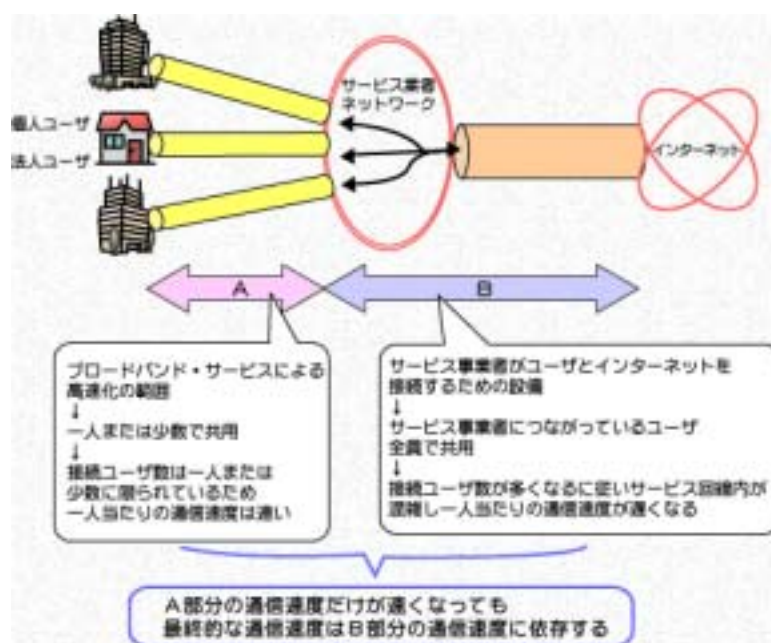 サービス業者
ネットワーク
個人ユーザ
法人ユーザ
インターネット
A
B
ブロードバンド・サービスによる
高速化の範囲
↓
一人または少数で共用
↓
接続ユーザ数は一人または
少数に限られているため
一人当たりの通信速度は速い
サービス事業者がユーザとインターネットを
接続するための設備
↓
サービス事業者につながっているユーザ
全員で共用
↓
接続ユーザ数が多くなるに従いサービス回線内が
混雑し一人当たりの通信速度が遅くなる
A部分の通信速度だけが速くなっても
最終的な通信速度はB部分の通信速度に依存する